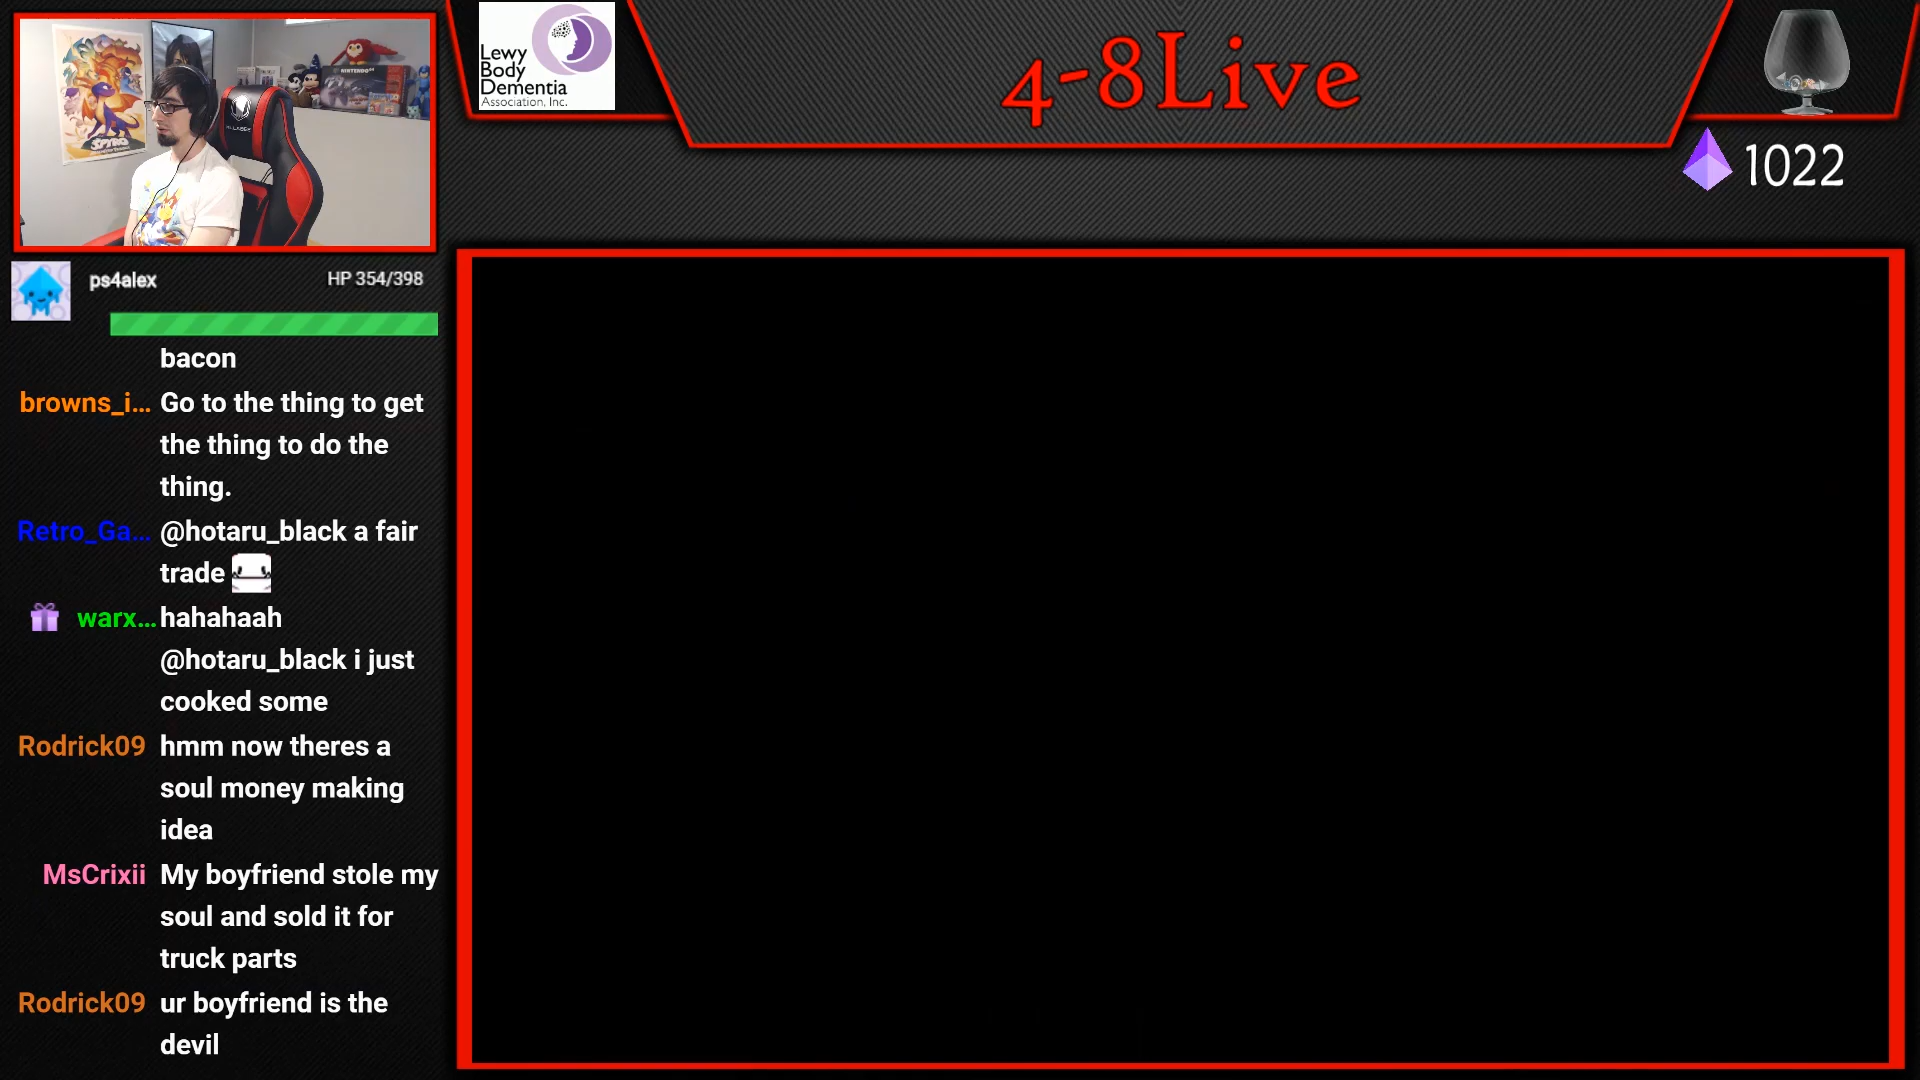 SPYRO
NINTENDO 64
Lewy
Body
Dementia
Association, Inc.
4-8Live
1022
ps4alex
HP 354/398
bacon
browns_i... Go to the thing to get
the thing to do the
thing.
Retro_Ga... @hotaru_black a fair
trade
warx... hahahaah
@hotaru_black i just
cooked some
Rodrick09 hmm now theres a
soul money making
idea
MsCrixii My boyfriend stole my
soul and sold it for
truck parts
Rodrick09 ur boyfriend is the
devil